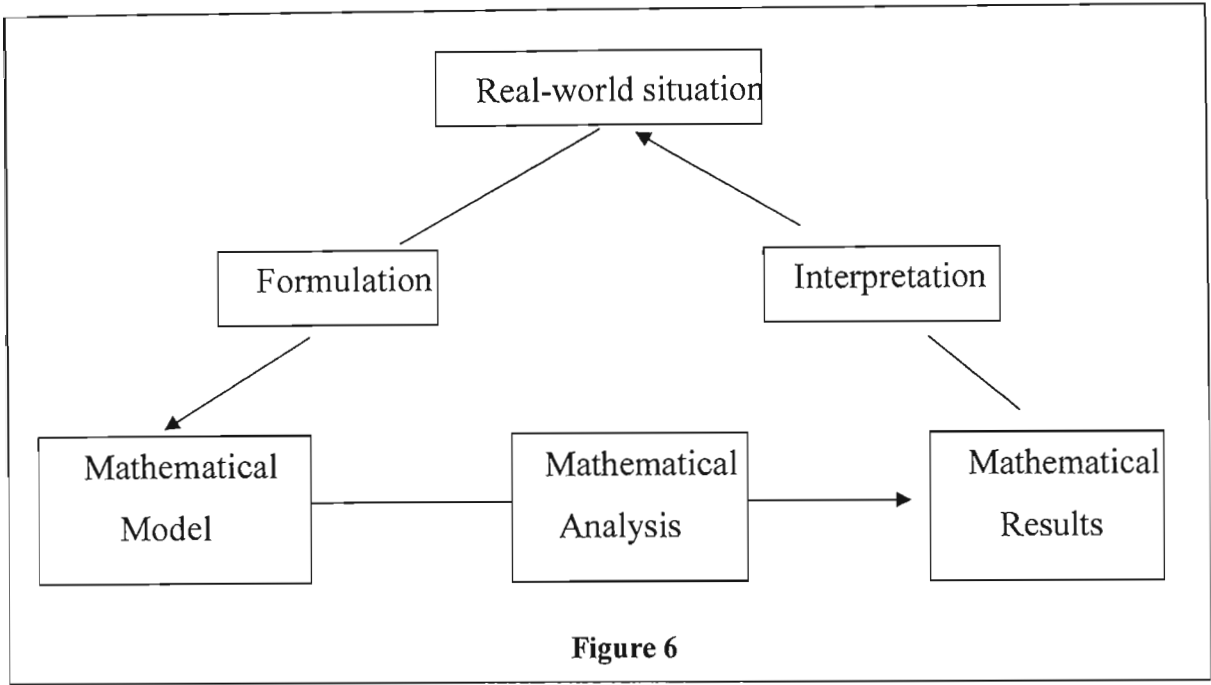 Real-world situation
Formulation
Interpretation
Mathematical
Model
Mathematical
Analysis
Mathematical
Results
Figure 6